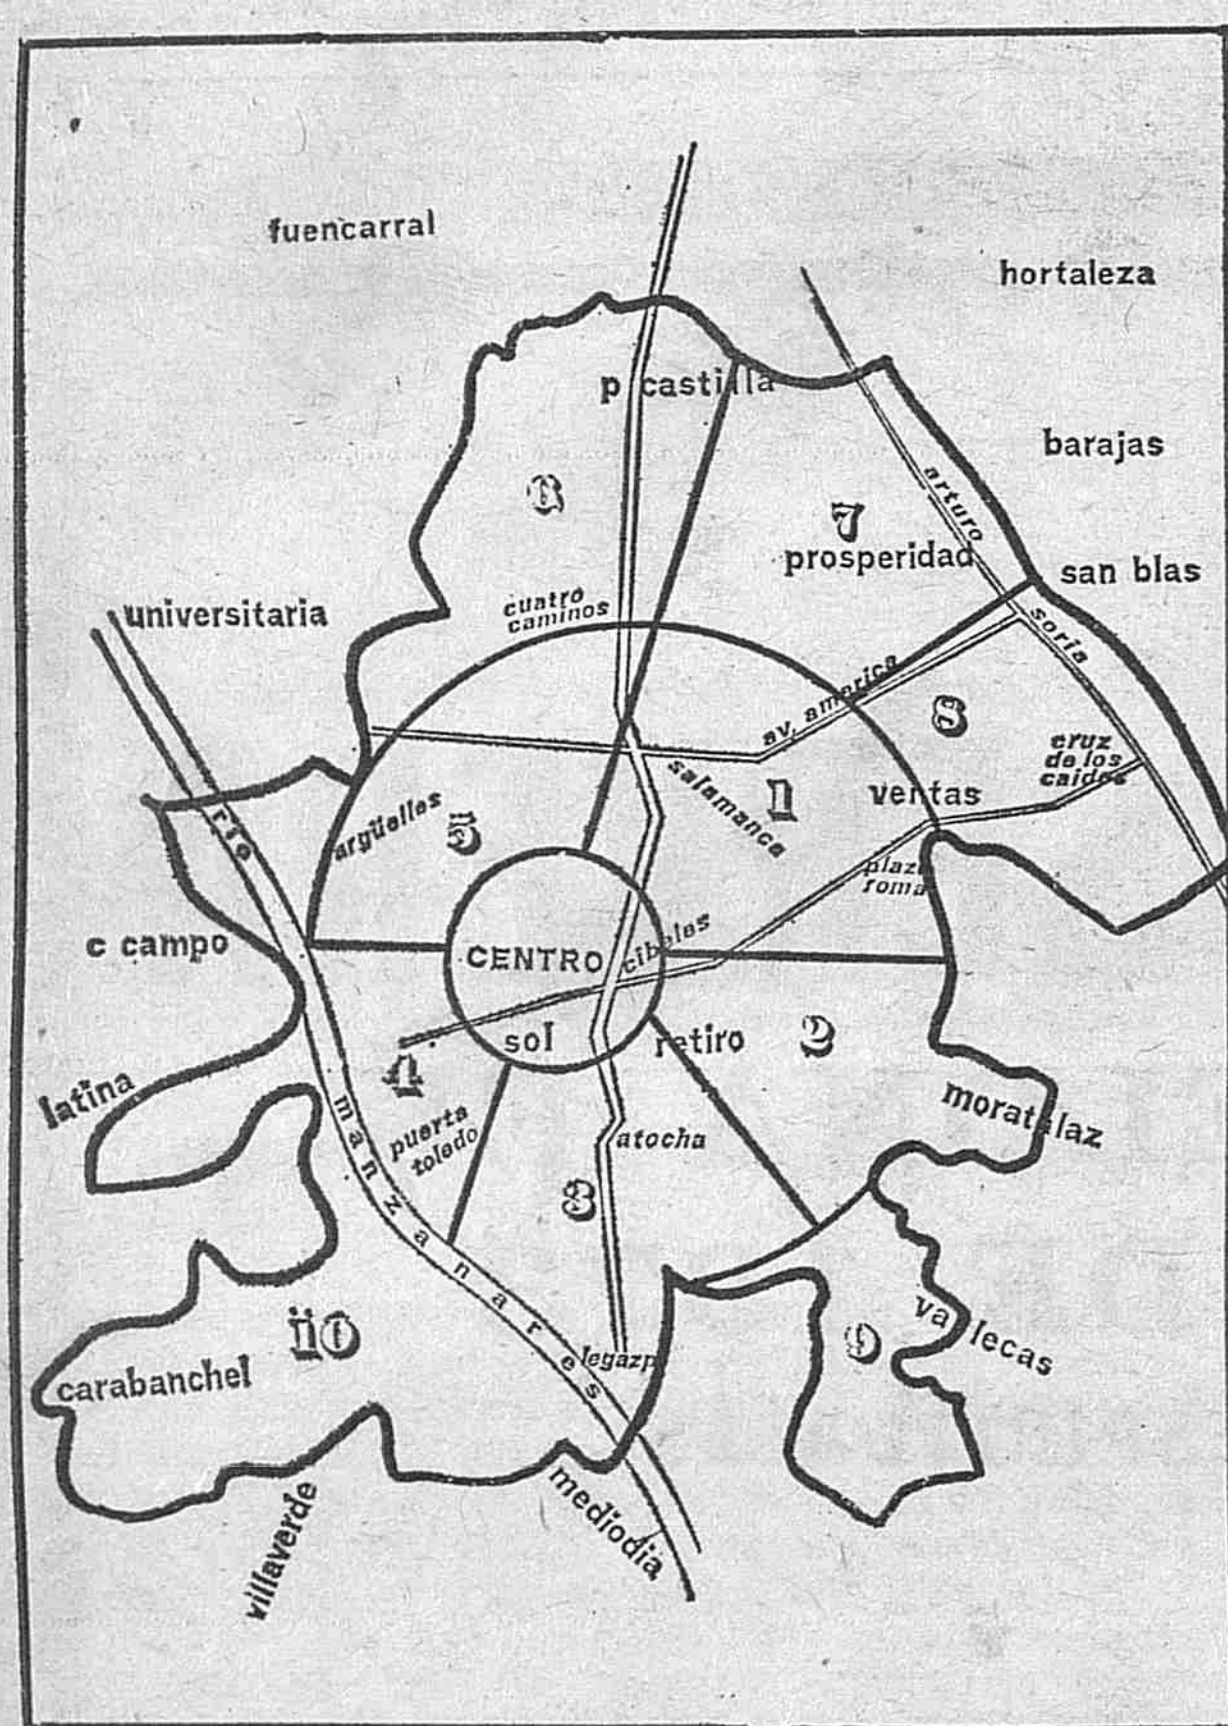 fuencarral
hortaleza
p castilla
barajas
6
arturo
7
prosperidad
san blas
universitaria
cuatro
caminos
soria
av. america
8
cruz
de los
caidos
salamanca
1
ventas
argüelles
5
rio
plaza
roma
c campo
CENTRO
cibeles
sol
retiro
2
4
latina
manzanares
puerta
toledo
atocha
moratalaz
3
vallecas
10
9
legazpi
carabanchel
mediodia
villaverde